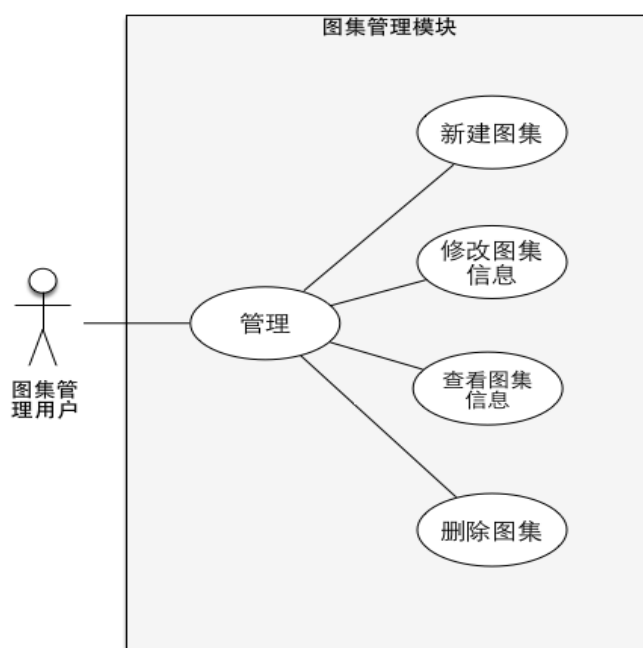 图集管理模块
新建图集
修改图集
信息
管理
查看图集
信息
图集管
理用户
删除图集